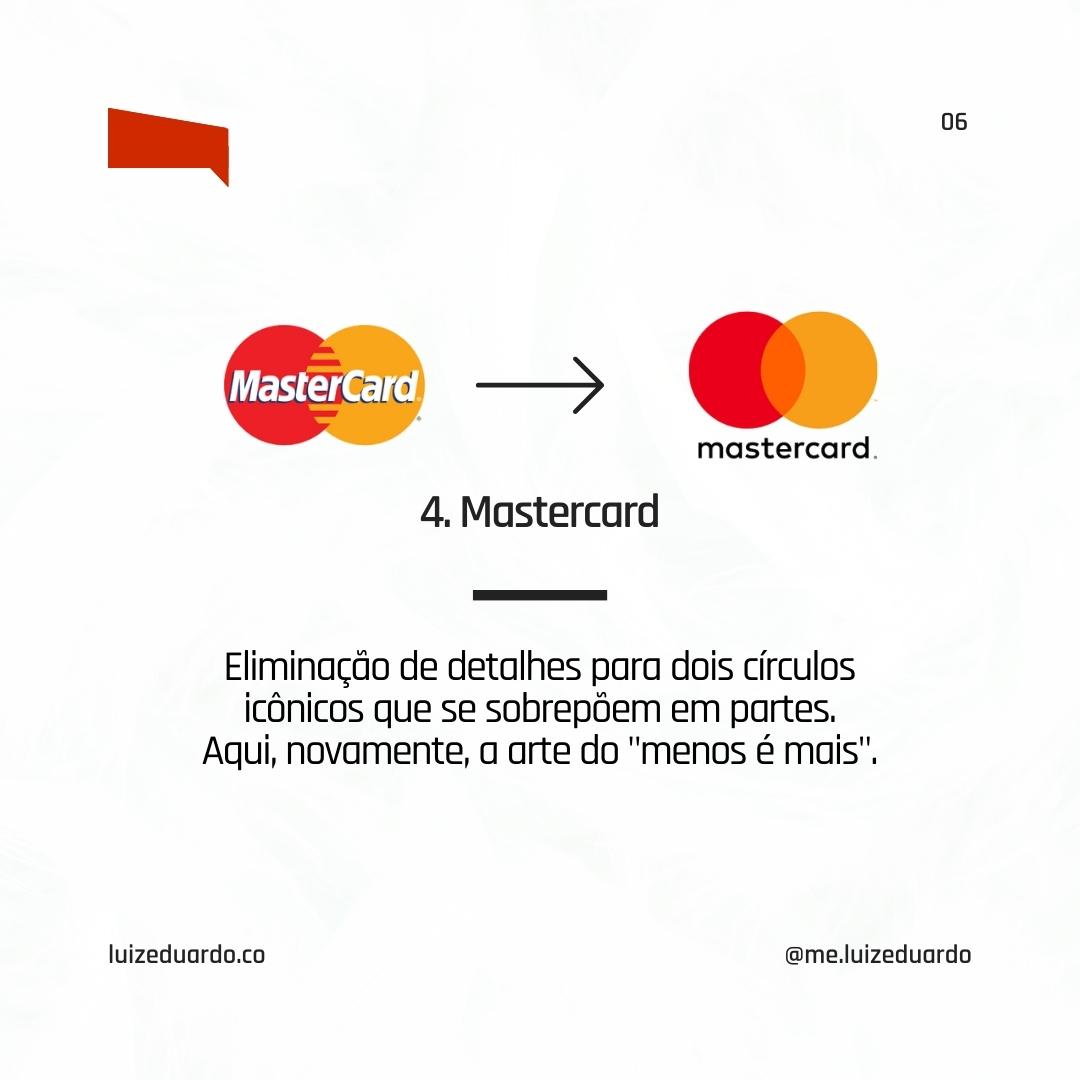 06
MasterCard
mastercard.
4. Mastercard
Eliminação de detalhes para dois círculos
icônicos que se sobrepõem em partes.
Aqui, novamente, a arte do "menos é mais".
luizeduardo.co
@me.luizeduardo